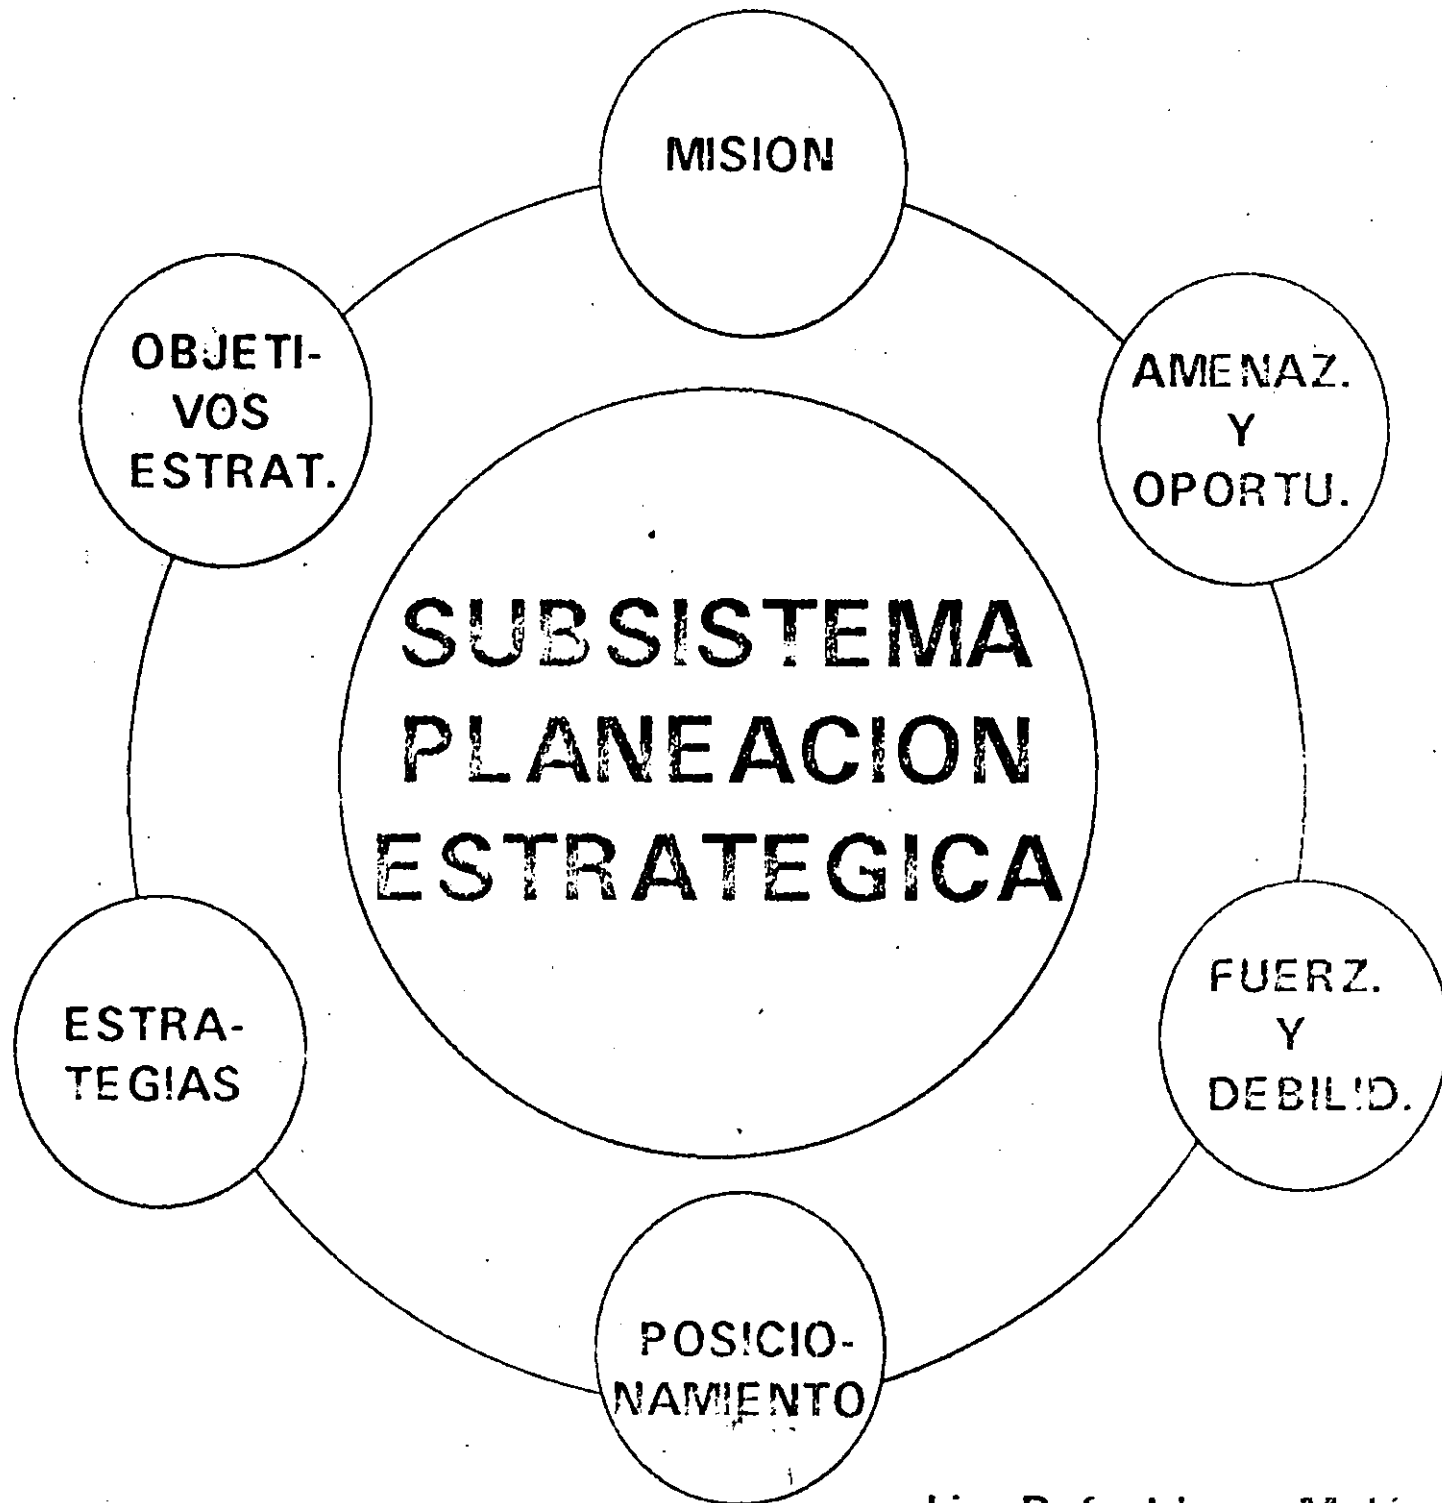 MISION
OBJETI-
VOS
ESTRAT.
AMENAZ.
Y
OPORTU.
SUBSISTEMA
PLANEACION
ESTRATEGICA
FUERZ.
Y
DEBILID.
ESTRA-
TEGIAS
POSICIO-
NAMIENTO